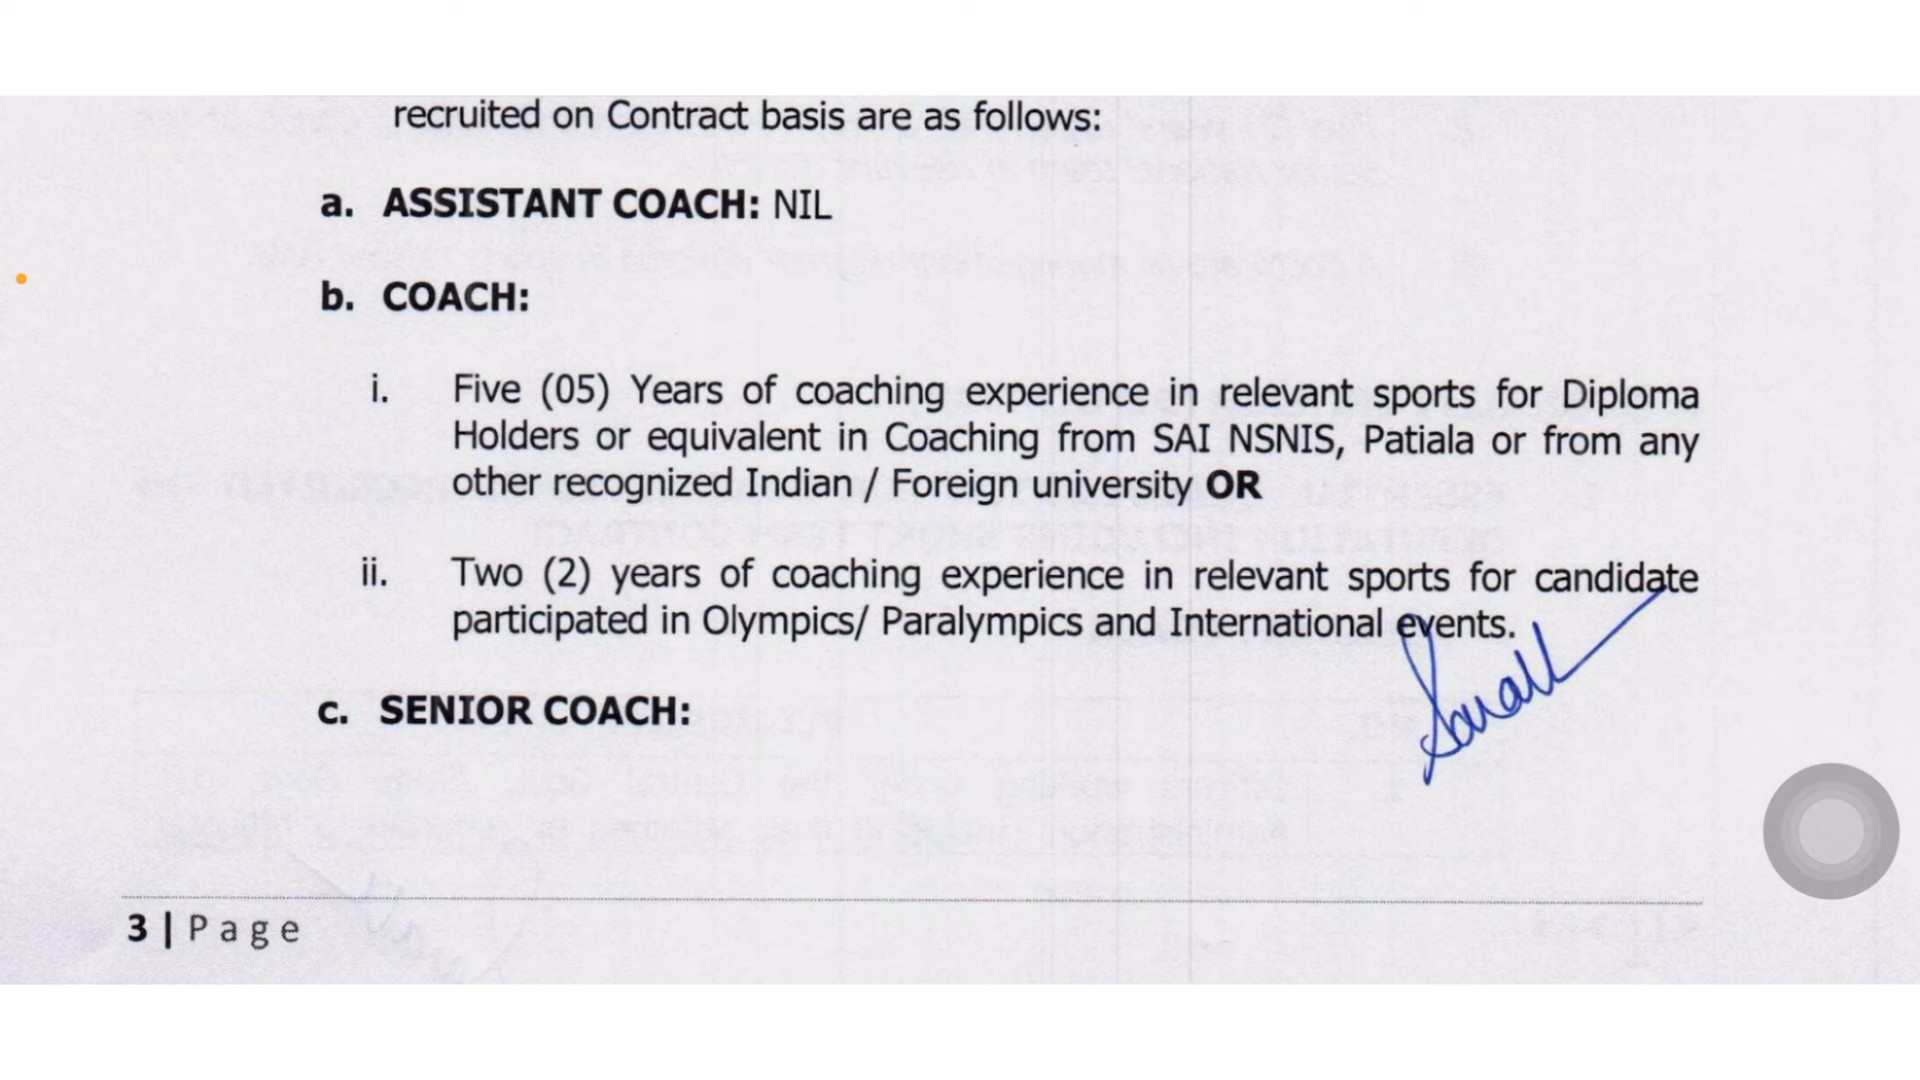 recruited on Contract basis are as follows:
a. ASSISTANT COACH: NIL
b. COACH:
i. Five (05) Years of coaching experience in relevant sports for Diploma
Holders or equivalent in Coaching from SAI NSNIS, Patiala or from any
other recognized Indian / Foreign university OR
ii. Two (2) years of coaching experience in relevant sports for candidate
participated in Olympics/ Paralympics and International events.
c. SENIOR COACH:
3 | Page